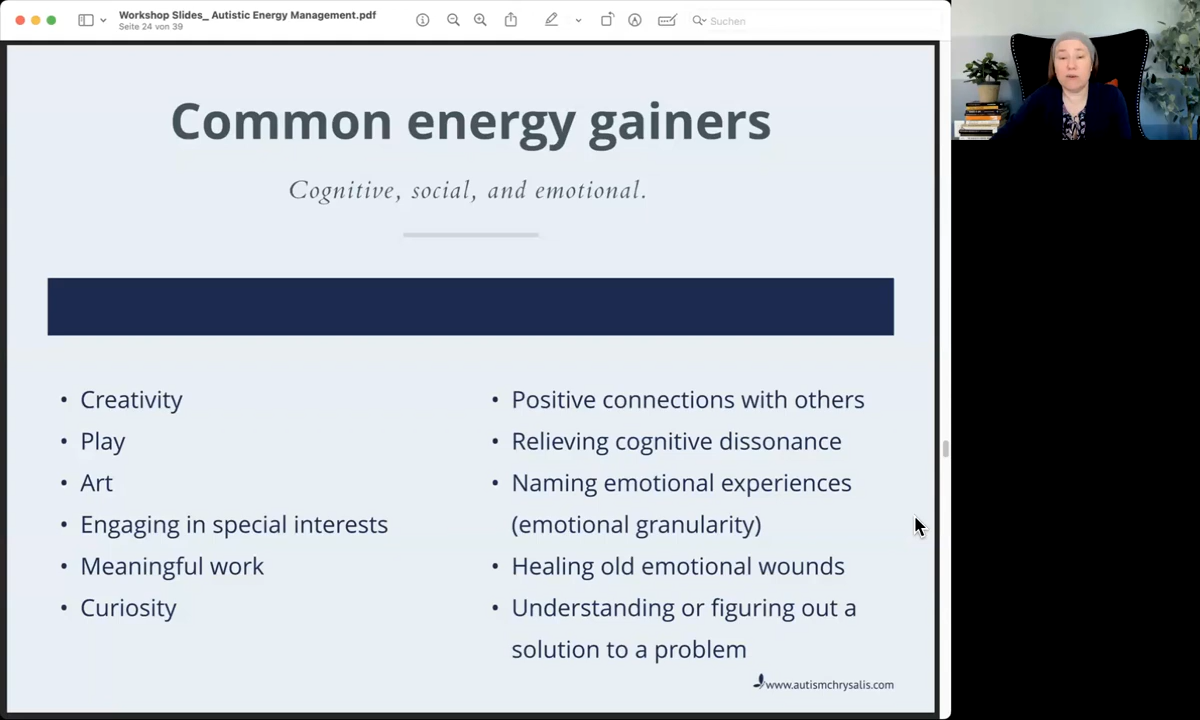 Workshop Slides_ Autistic Energy Management.pdf
Seite 24 von 39
Suchen
Common energy gainers
Cognitive, social, and emotional.
• Creativity
• Play
• Art
• Engaging in special interests
• Meaningful work
• Curiosity
• Positive connections with others
• Relieving cognitive dissonance
• Naming emotional experiences
(emotional granularity)
• Healing old emotional wounds
• Understanding or figuring out a
solution to a problem
www.autismchrysalis.com